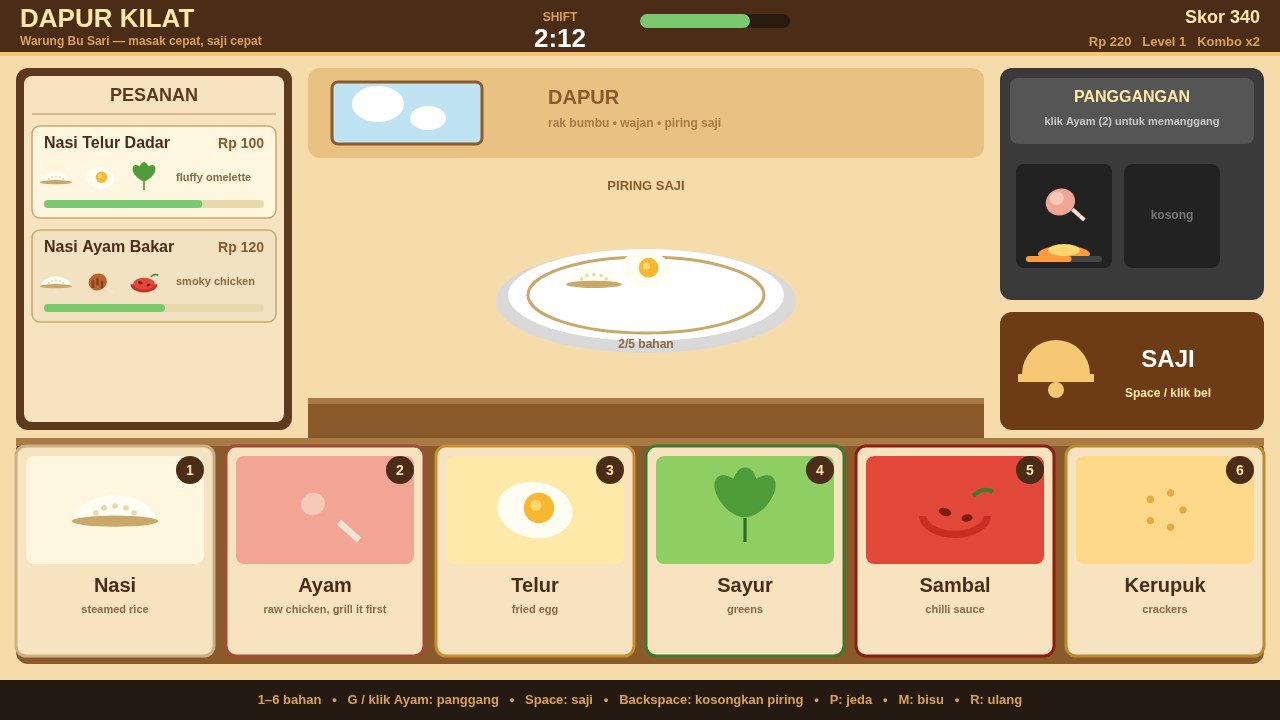 DAPUR KILAT
Warung Bu Sari — masak cepat, saji cepat
SHIFT
2:12
Skor 340
Rp 220 Level 1 Kombo x2
PESANAN
Nasi Telur Dadar Rp 100
fluffy omelette
Nasi Ayam Bakar Rp 120
smoky chicken
DAPUR
rak bumbu • wajan • piring saji
PIRING SAJI
2/5 bahan
PANGGANGAN
klik Ayam (2) untuk memanggang
kosong
SAJI
Space / klik bel
1
Nasi
steamed rice
2
Ayam
raw chicken, grill it first
3
Telur
fried egg
4
Sayur
greens
5
Sambal
chilli sauce
6
Kerupuk
crackers
1–6 bahan • G / klik Ayam: panggang • Space: saji • Backspace: kosongkan piring • P: jeda • M: bisu • R: ulang